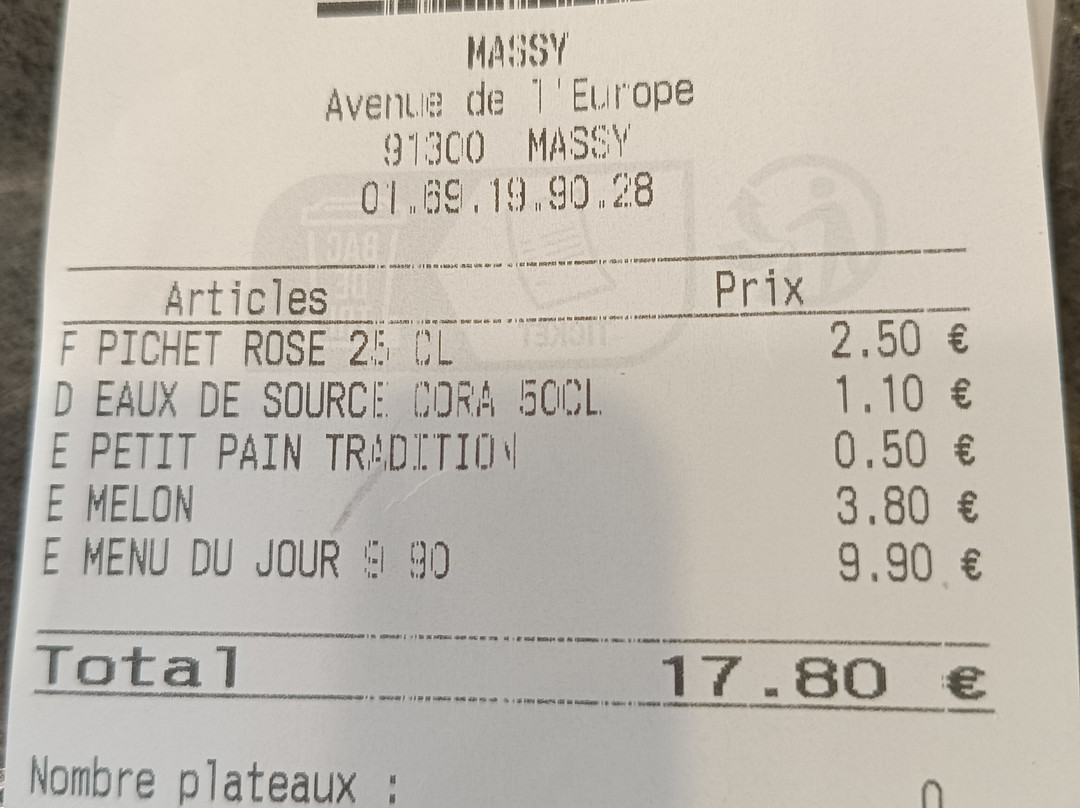 MASSY
Avenue de l'Europe
91300 MASSY
01.69.19.90.28
Articles Prix
F PICHET ROSE 25 CL 2.50 €
D EAUX DE SOURCE CORA 50CL 1.10 €
E PETIT PAIN TRADITION 0.50 €
E MELON 3.80 €
E MENU DU JOUR 9 90 9.90 €
Total 17.80 €
Nombre plateaux : 0